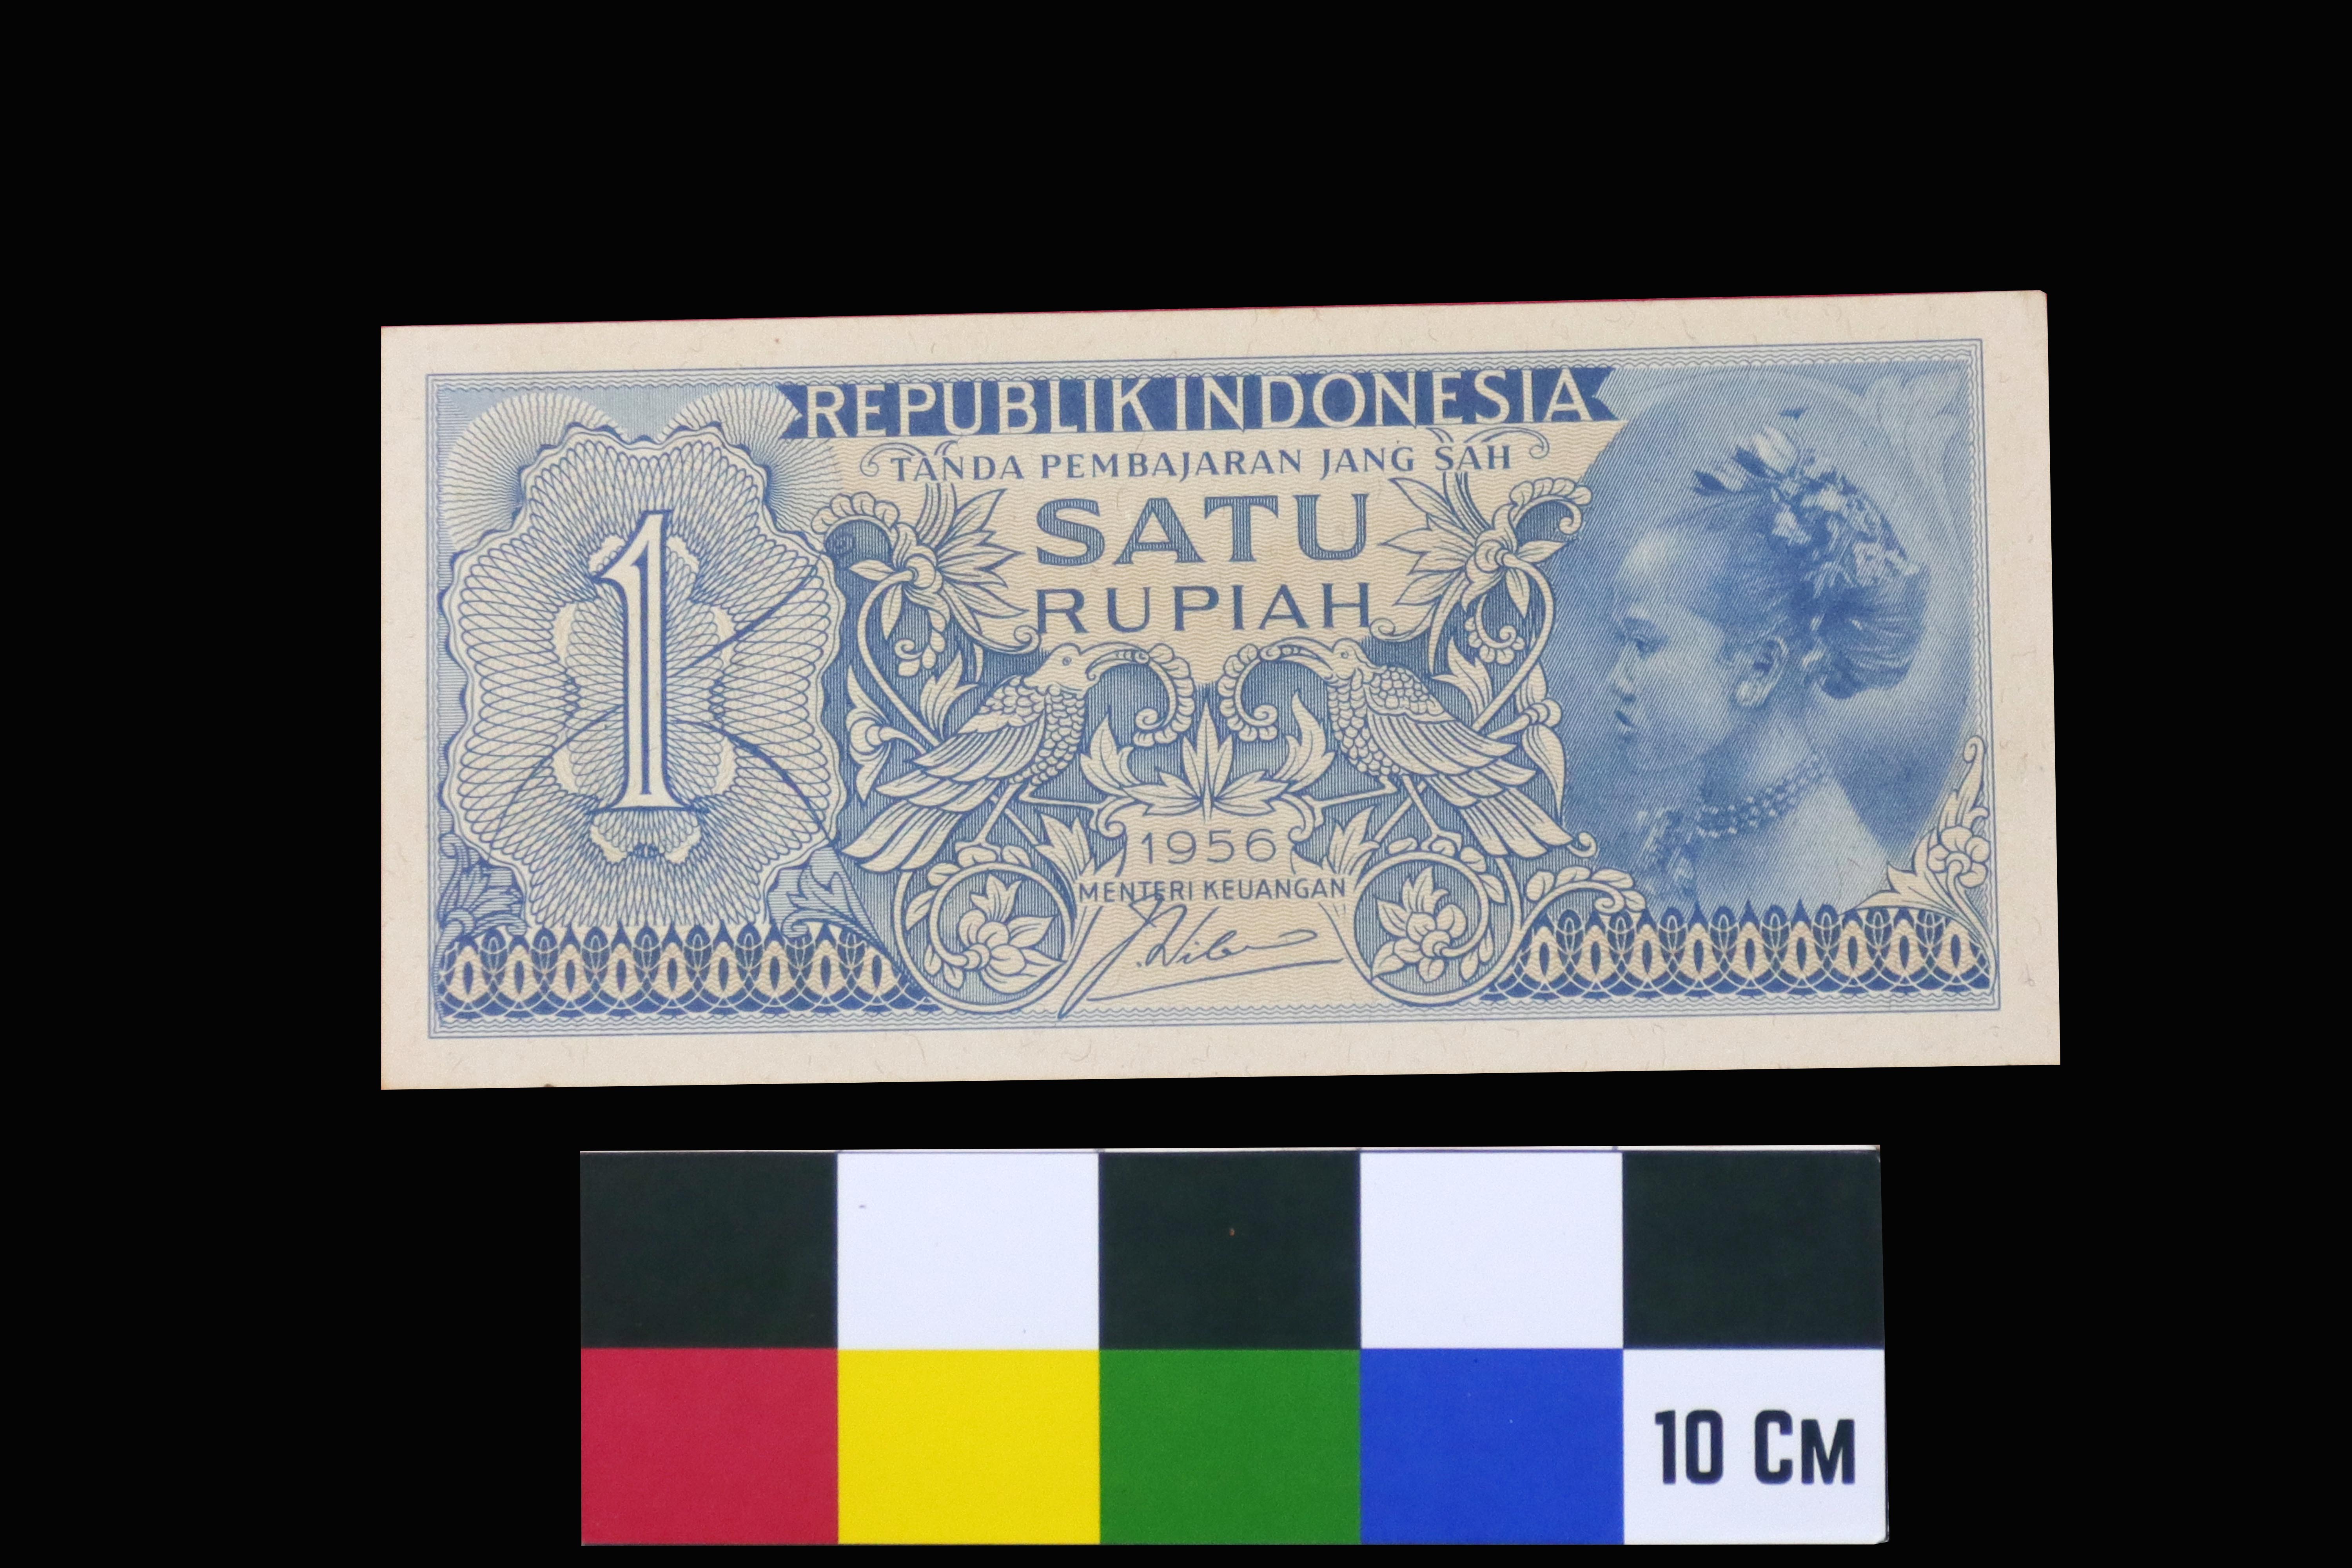 REPUBLIK INDONESIA
TANDA PEMBAJARAN JANG SAH
1
SATU
RUPIAH
1956
MENTERI KEUANGAN
10 CM